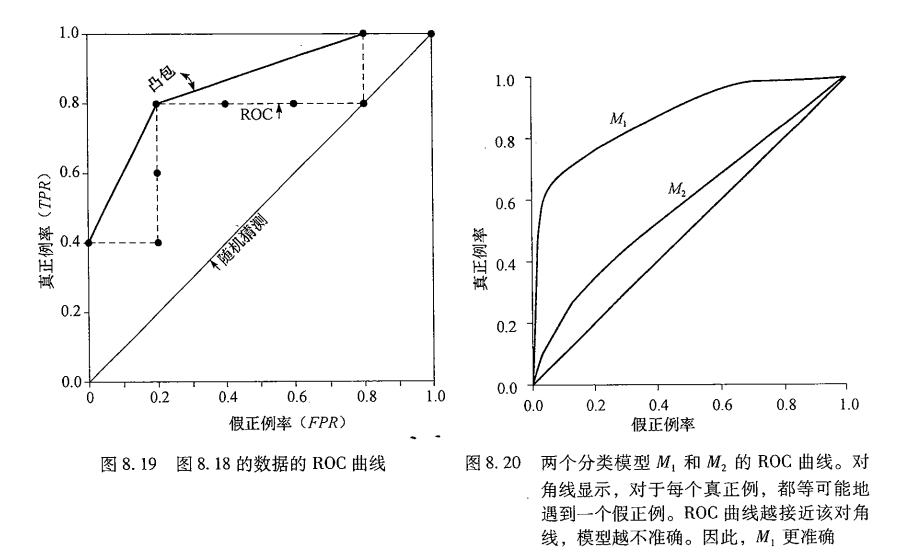 1.0
0.8
0.6
0.4
0.2
0.0
真正例率（TPR）
凸包
ROC
随机猜测
0
0.2
0.4
0.6
0.8
1.0
假正例率（FPR）
图 8.19 图 8.18 的数据的 ROC 曲线
1.0
0.8
0.6
0.4
0.2
0.0
真正例率
M₁
M₂
0.0
0.2
0.4
0.6
0.8
1.0
假正例率
图 8.20 两个分类模型 M₁ 和 M₂ 的 ROC 曲线。对
角线显示，对于每个真正例，都等可能地
遇到一个假正例。ROC 曲线越接近该对角
线，模型越不准确。因此，M₁ 更准确